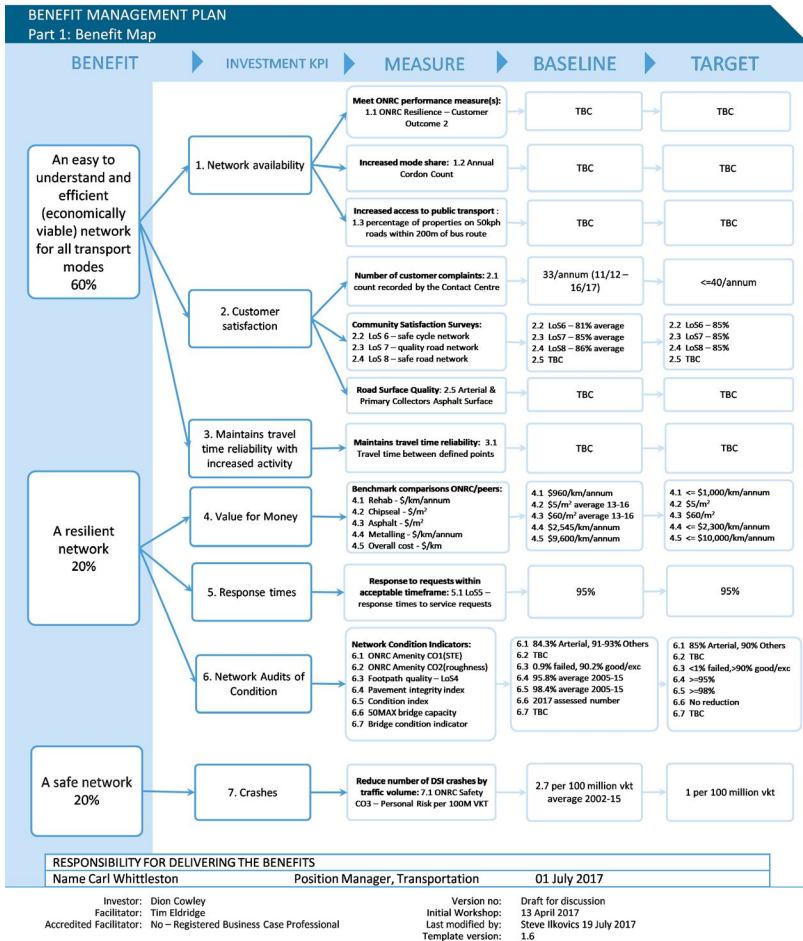 BENEFIT MANAGEMENT PLAN
Part 1: Benefit Map
BENEFIT
INVESTMENT KPI
MEASURE
BASELINE
TARGET
An easy to
understand and
efficient
(economically
viable) network
for all transport
modes
60%
1. Network availability
Meet ONRC performance measure(s):
1.1 ONRC Resilience – Customer
Outcome 2
TBC
TBC
Increased mode share: 1.2 Annual
Cordon Count
TBC
TBC
Increased access to public transport :
1.3 percentage of properties on 50kph
roads within 200m of bus route
TBC
TBC
2. Customer
satisfaction
Number of customer complaints: 2.1
count recorded by the Contact Centre
33/annum (11/12 –
16/17)
<=40/annum
Community Satisfaction Surveys:
2.2 LoS 6 – safe cycle network
2.3 LoS 7 – quality road network
2.4 LoS 8 – safe road network
2.2 LoS6 – 81% average
2.3 LoS7 – 85% average
2.4 LoS8 – 86% average
2.5 TBC
2.2 LoS6 – 85%
2.3 LoS7 – 85%
2.4 LoS8 – 85%
2.5 TBC
Road Surface Quality: 2.5 Arterial &
Primary Collectors Asphalt Surface
TBC
TBC
3. Maintains travel
time reliability with
increased activity
Maintains travel time reliability: 3.1
Travel time between defined points
TBC
TBC
A resilient
network
20%
4. Value for Money
Benchmark comparisons ONRC/peers:
4.1 Rehab - $/km/annum
4.2 Chipseal - $/m²
4.3 Asphalt - $/m²
4.4 Metalling - $/km/annum
4.5 Overall cost - $/km
4.1 $960/km/annum
4.2 $5/m² average 13-16
4.3 $60/m² average 13-16
4.4 $2,545/km/annum
4.5 $9,600/km/annum
4.1 <= $1,000/km/annum
4.2 $5/m²
4.3 $60/m²
4.4 <= $2,300/km/annum
4.5 <= $10,000/km/annum
5. Response times
Response to requests within
acceptable timeframe: 5.1 LoS5 –
response times to service requests
95%
95%
6. Network Audits of
Condition
Network Condition Indicators:
6.1 ONRC Amenity CO1(STE)
6.2 ONRC Amenity CO2(roughness)
6.3 Footpath quality – LoS4
6.4 Pavement integrity index
6.5 Condition index
6.6 50MAX bridge capacity
6.7 Bridge condition indicator
6.1 84.3% Arterial, 91-93% Others
6.2 TBC
6.3 0.9% failed, 90.2% good/exc
6.4 95.8% average 2005-15
6.5 98.4% average 2005-15
6.6 2017 assessed number
6.7 TBC
6.1 85% Arterial, 90% Others
6.2 TBC
6.3 <1% failed,>90% good/exc
6.4 >=95%
6.5 >=98%
6.6 No reduction
6.7 TBC
A safe network
20%
7. Crashes
Reduce number of DSI crashes by
traffic volume: 7.1 ONRC Safety
CO3 – Personal Risk per 100M VKT
2.7 per 100 million vkt
average 2002-15
1 per 100 million vkt
RESPONSIBILITY FOR DELIVERING THE BENEFITS
Name Carl Whittleston Position Manager, Transportation 01 July 2017
Investor: Dion Cowley Version no: Draft for discussion
Facilitator: Tim Eldridge Initial Workshop: 13 April 2017
Accredited Facilitator: No – Registered Business Case Professional Last modified by: Steve Ilkovics 19 July 2017
Template version: 1.6